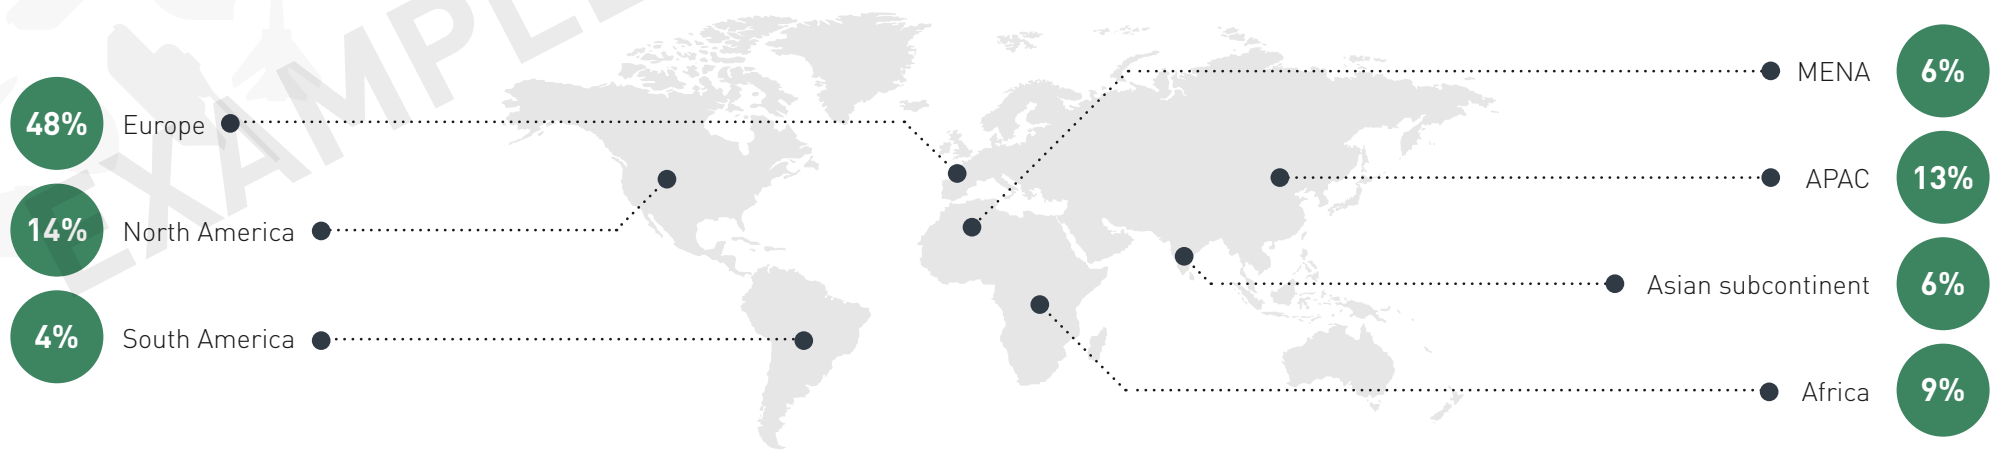 EXAMPLE
48% Europe
14% North America
4% South America
MENA 6%
APAC 13%
Asian subcontinent 6%
Africa 9%